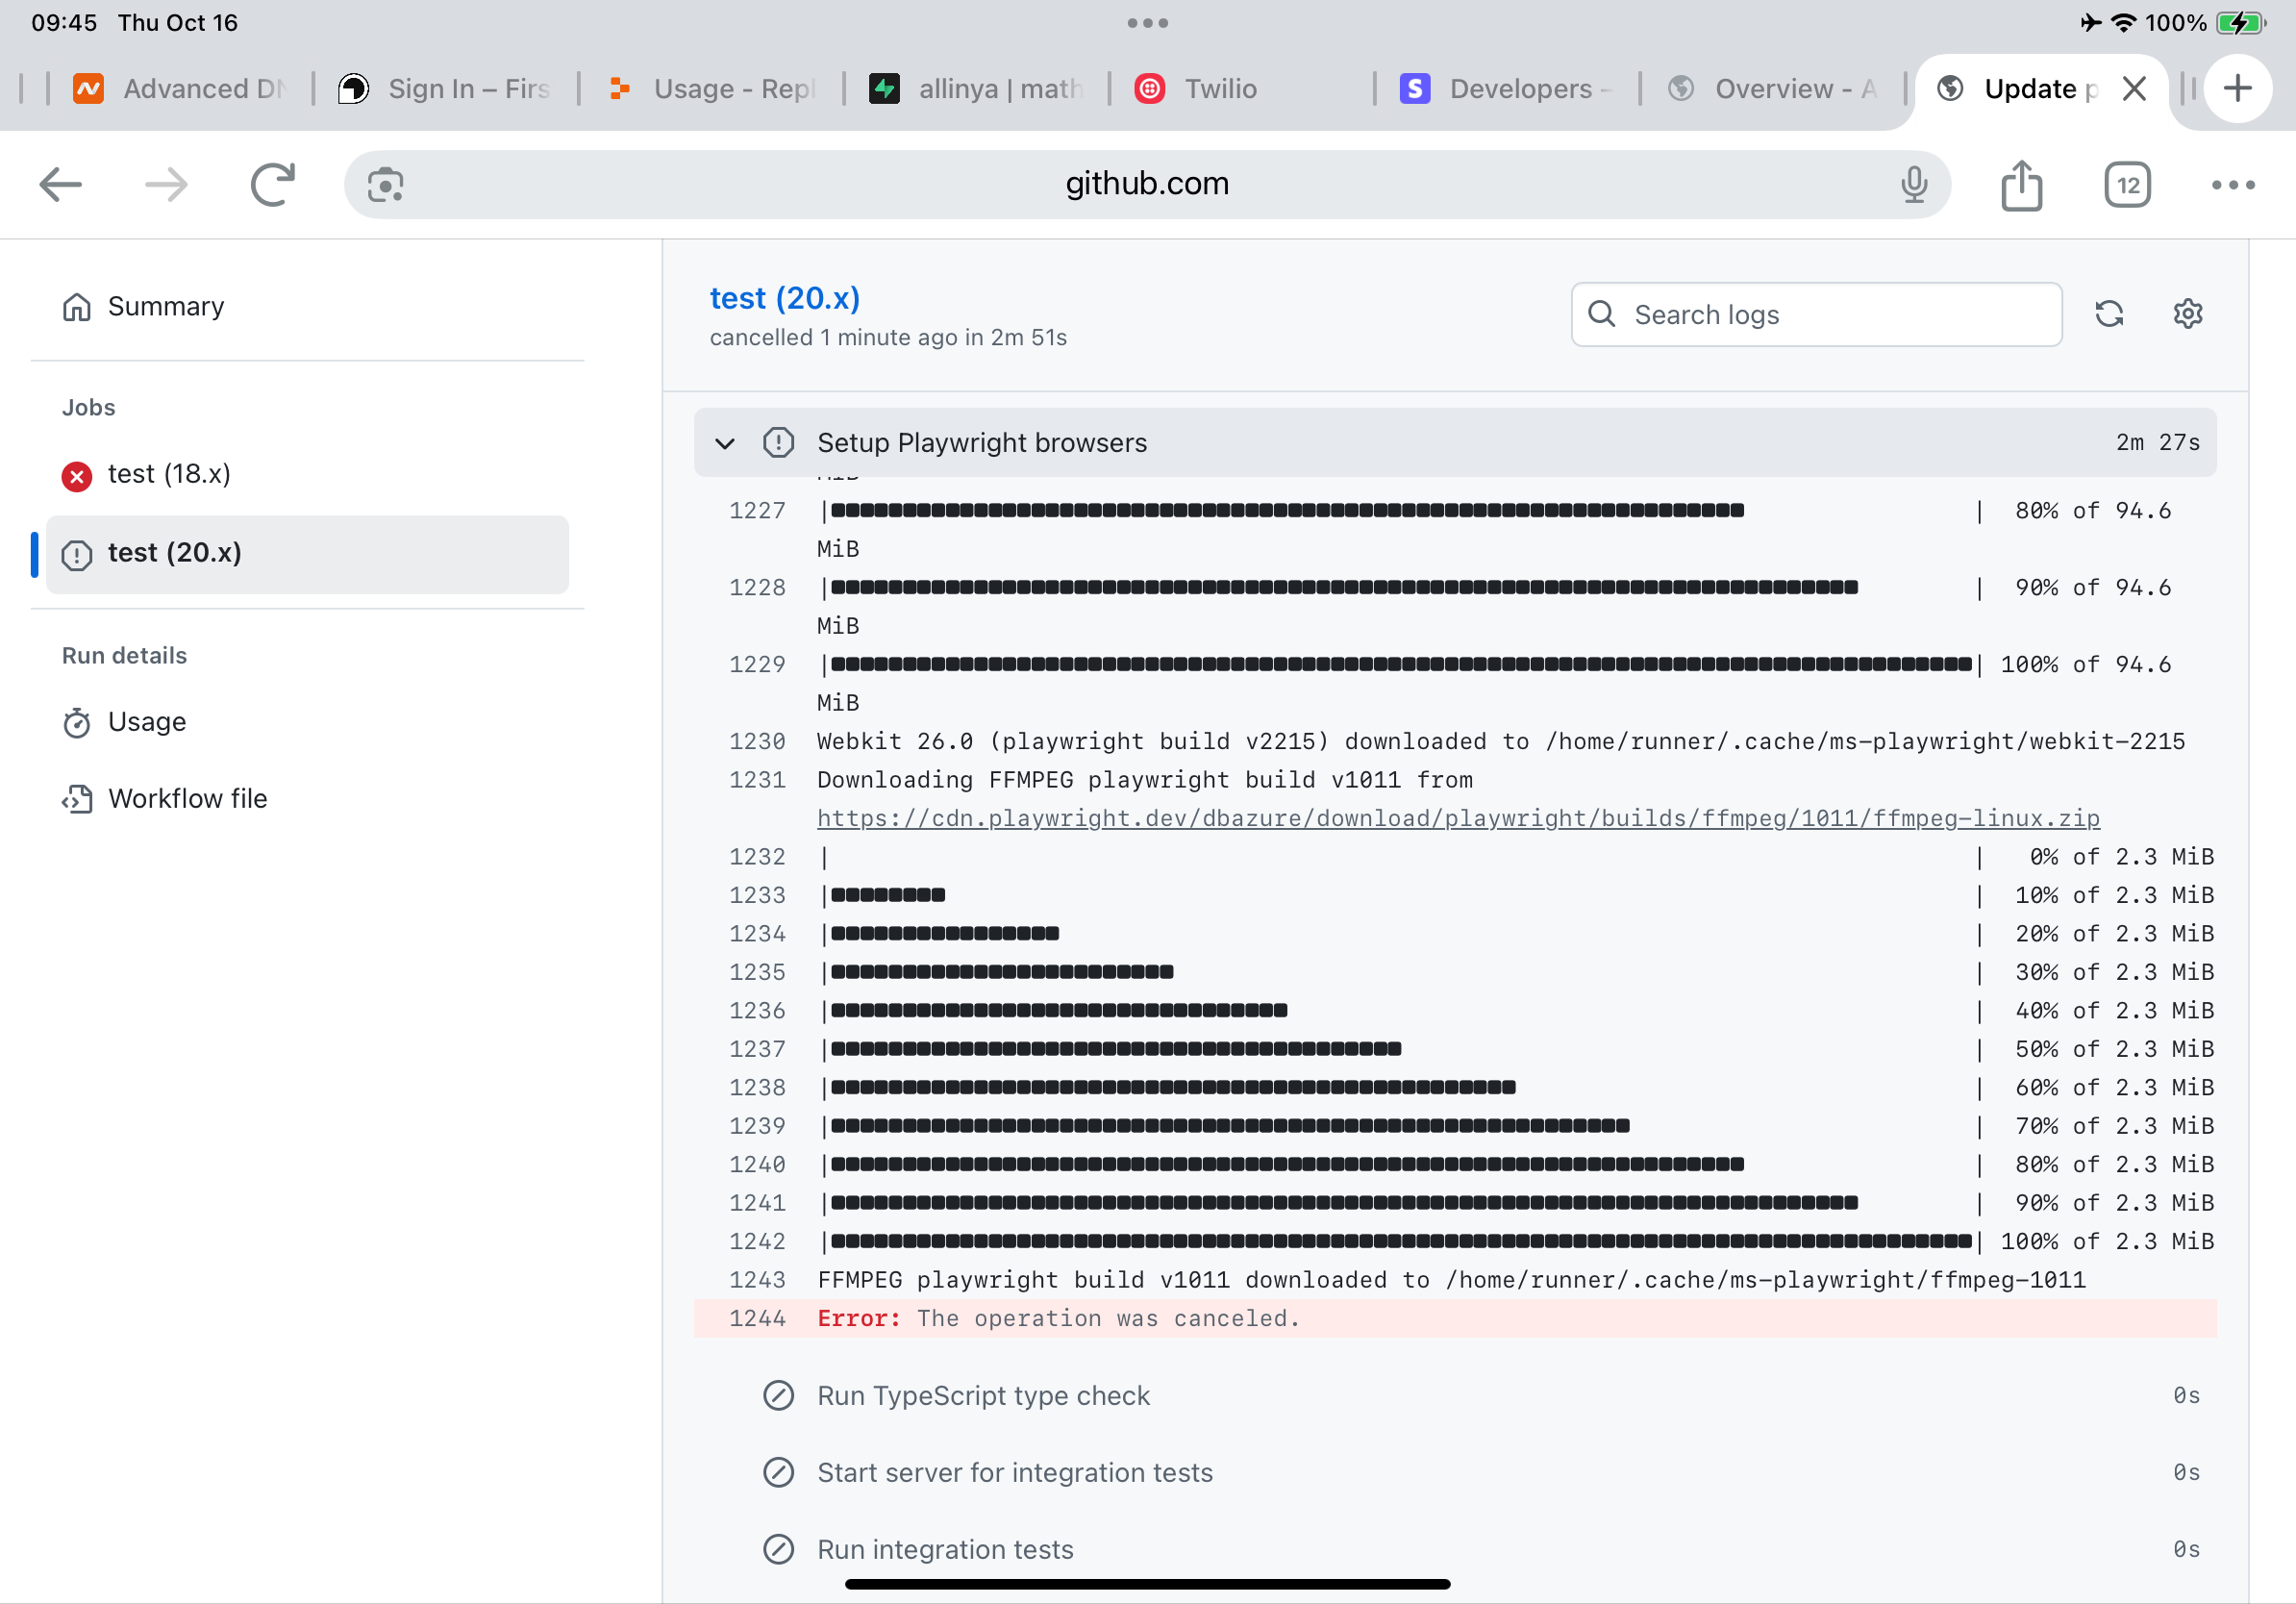 09:45 Thu Oct 16
100%
Advanced DN
Sign In – Firs
Usage - Repl
allinya | math
Twilio
Developers -
Overview - A
Update p
github.com
12
Summary
Jobs
test (18.x)
test (20.x)
Run details
Usage
Workflow file
test (20.x)
cancelled 1 minute ago in 2m 51s
Search logs
Setup Playwright browsers 2m 27s
1227 | | 80% of 94.6
MiB
1228 | | 90% of 94.6
MiB
1229 | | 100% of 94.6
MiB
1230 Webkit 26.0 (playwright build v2215) downloaded to /home/runner/.cache/ms-playwright/webkit-2215
1231 Downloading FFMPEG playwright build v1011 from
https://cdn.playwright.dev/dbazure/download/playwright/builds/ffmpeg/1011/ffmpeg-linux.zip
1232 | | 0% of 2.3 MiB
1233 | | 10% of 2.3 MiB
1234 | | 20% of 2.3 MiB
1235 | | 30% of 2.3 MiB
1236 | | 40% of 2.3 MiB
1237 | | 50% of 2.3 MiB
1238 | | 60% of 2.3 MiB
1239 | | 70% of 2.3 MiB
1240 | | 80% of 2.3 MiB
1241 | | 90% of 2.3 MiB
1242 | | 100% of 2.3 MiB
1243 FFMPEG playwright build v1011 downloaded to /home/runner/.cache/ms-playwright/ffmpeg-1011
1244 Error: The operation was canceled.
Run TypeScript type check 0s
Start server for integration tests 0s
Run integration tests 0s